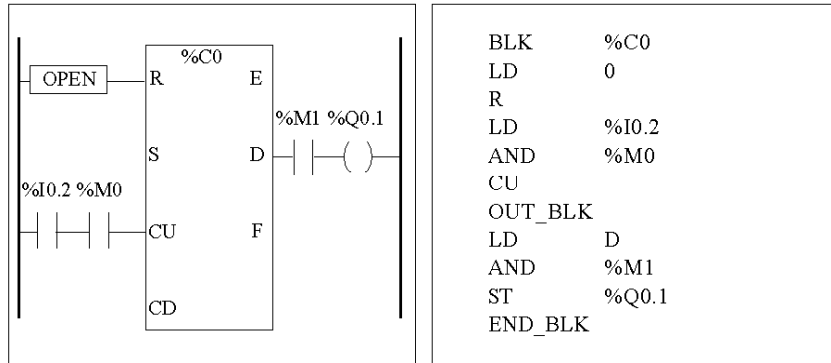 %C0
OPEN
R E
%M1 %Q0.1
S D
%I0.2 %M0
CU F
CD
BLK %C0
LD 0
R
LD %I0.2
AND %M0
CU
OUT_BLK
LD D
AND %M1
ST %Q0.1
END_BLK